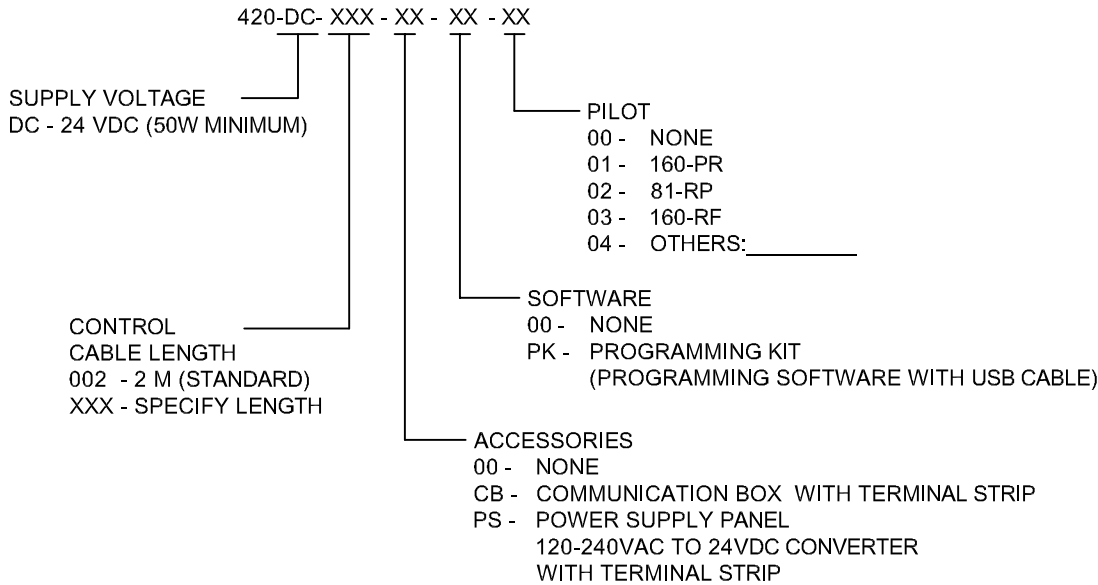 420-DC-XXX - XX - XX - XX
SUPPLY VOLTAGE
DC - 24 VDC (50W MINIMUM)
PILOT
00 - NONE
01 - 160-PR
02 - 81-RP
03 - 160-RF
04 - OTHERS:__________
SOFTWARE
00 - NONE
PK - PROGRAMMING KIT
(PROGRAMMING SOFTWARE WITH USB CABLE)
CONTROL
CABLE LENGTH
002 - 2 M (STANDARD)
XXX - SPECIFY LENGTH
ACCESSORIES
00 - NONE
CB - COMMUNICATION BOX WITH TERMINAL STRIP
PS - POWER SUPPLY PANEL
120-240VAC TO 24VDC CONVERTER
WITH TERMINAL STRIP